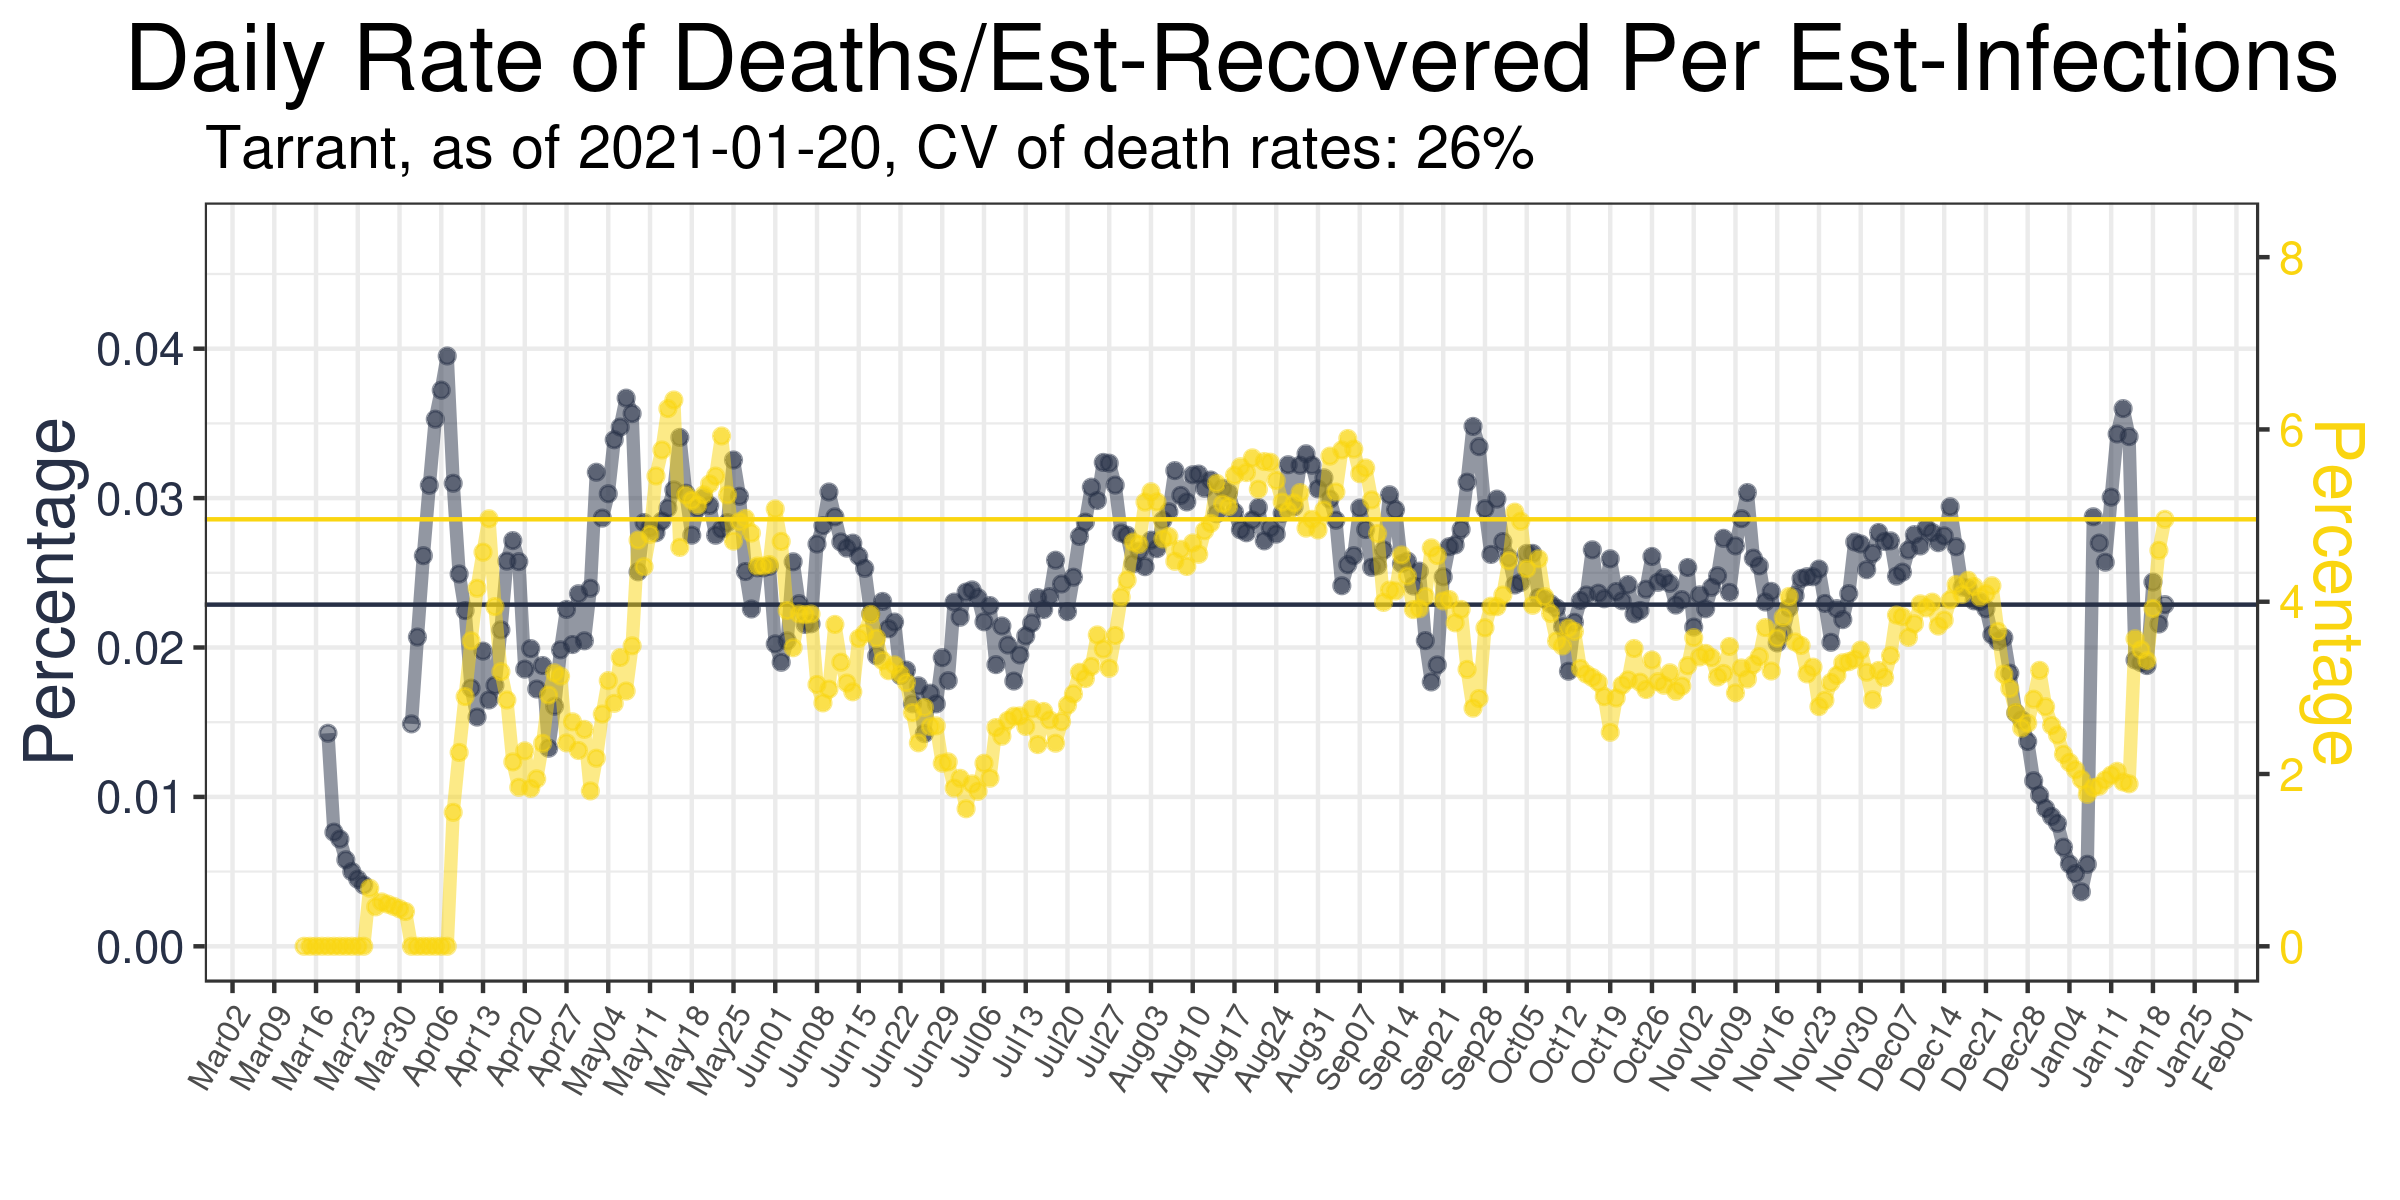 Daily Rate of Deaths/Est-Recovered Per Est-Infections
Tarrant, as of 2021-01-20, CV of death rates: 26%
Percentage
0.04
0.03
0.02
0.01
0.00
8
6
4
2
0
Percentage
Mar02 Mar09 Mar16 Mar23 Mar30 Apr06 Apr13 Apr20 Apr27 May04 May11 May18 May25 Jun01 Jun08 Jun15 Jun22 Jun29 Jul06 Jul13 Jul20 Jul27 Aug03 Aug10 Aug17 Aug24 Aug31 Sep07 Sep14 Sep21 Sep28 Oct05 Oct12 Oct19 Oct26 Nov02 Nov09 Nov16 Nov23 Nov30 Dec07 Dec14 Dec21 Dec28 Jan04 Jan11 Jan18 Jan25 Feb01